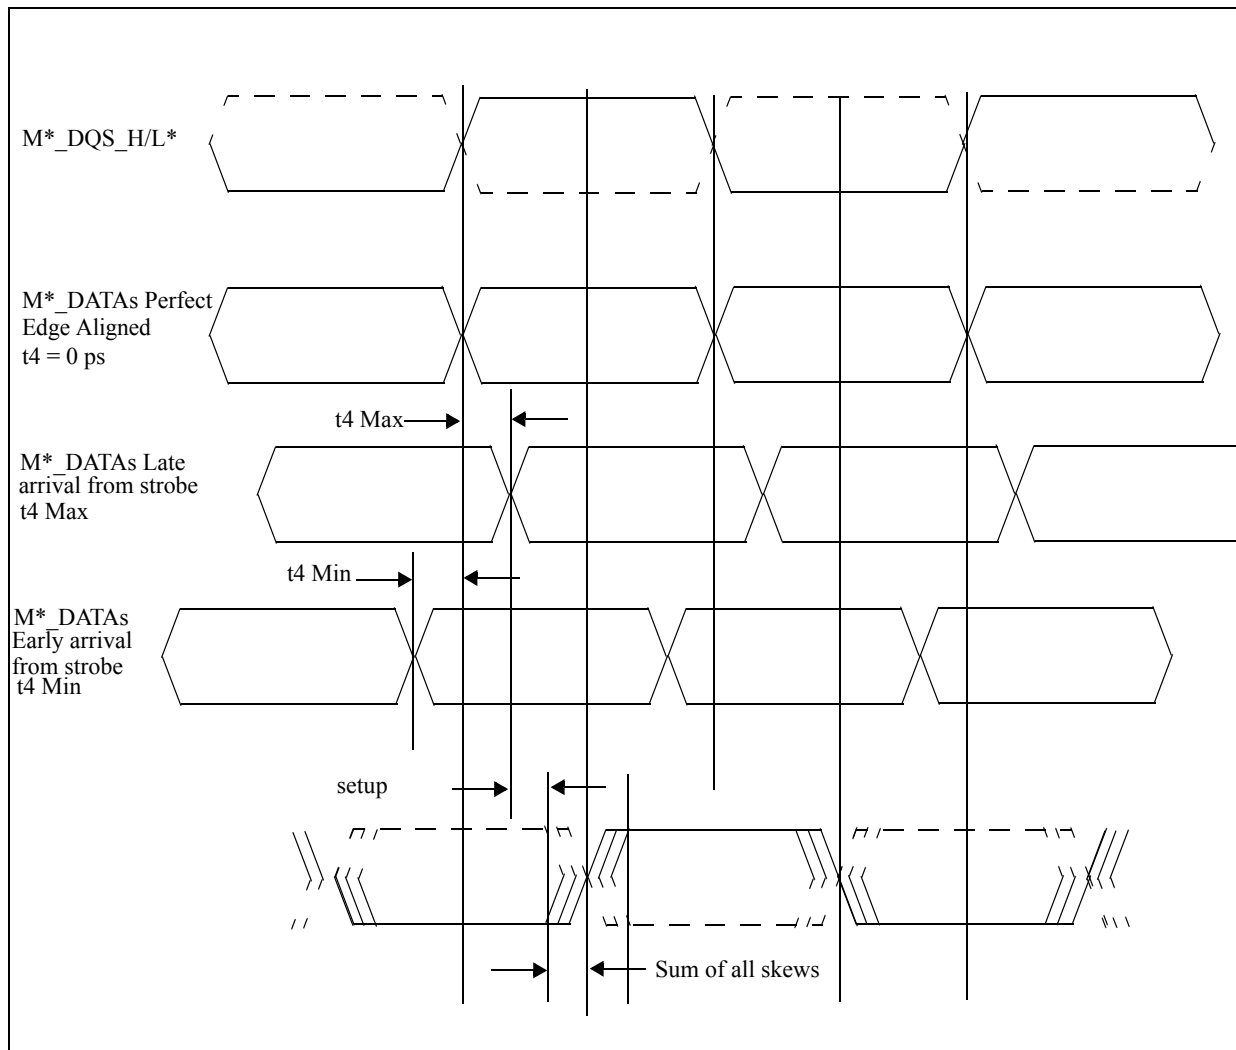 M*_DQS_H/L*
M*_DATAs Perfect
Edge Aligned
t4 = 0 ps
t4 Max
M*_DATAs Late
arrival from strobe
t4 Max
t4 Min
M*_DATAs
Early arrival
from strobe
t4 Min
setup
Sum of all skews